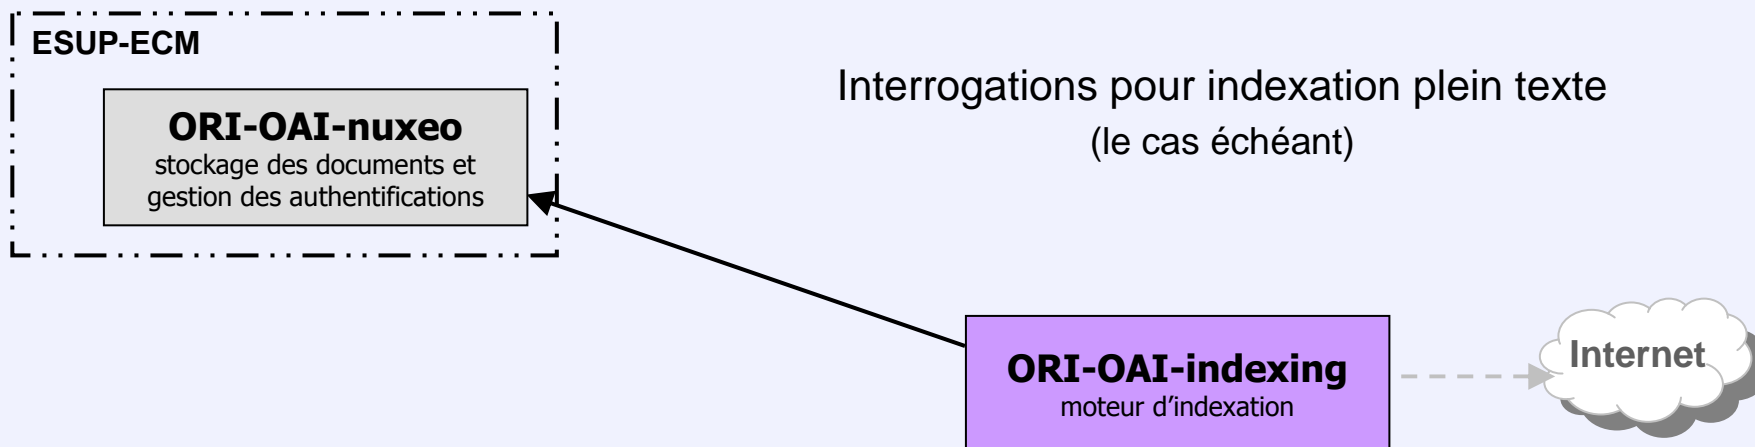 ESUP-ECM
ORI-OAI-nuxeo
stockage des documents et
gestion des authentifications
Interrogations pour indexation plein texte
(le cas échéant)
ORI-OAI-indexing
moteur d’indexation
Internet